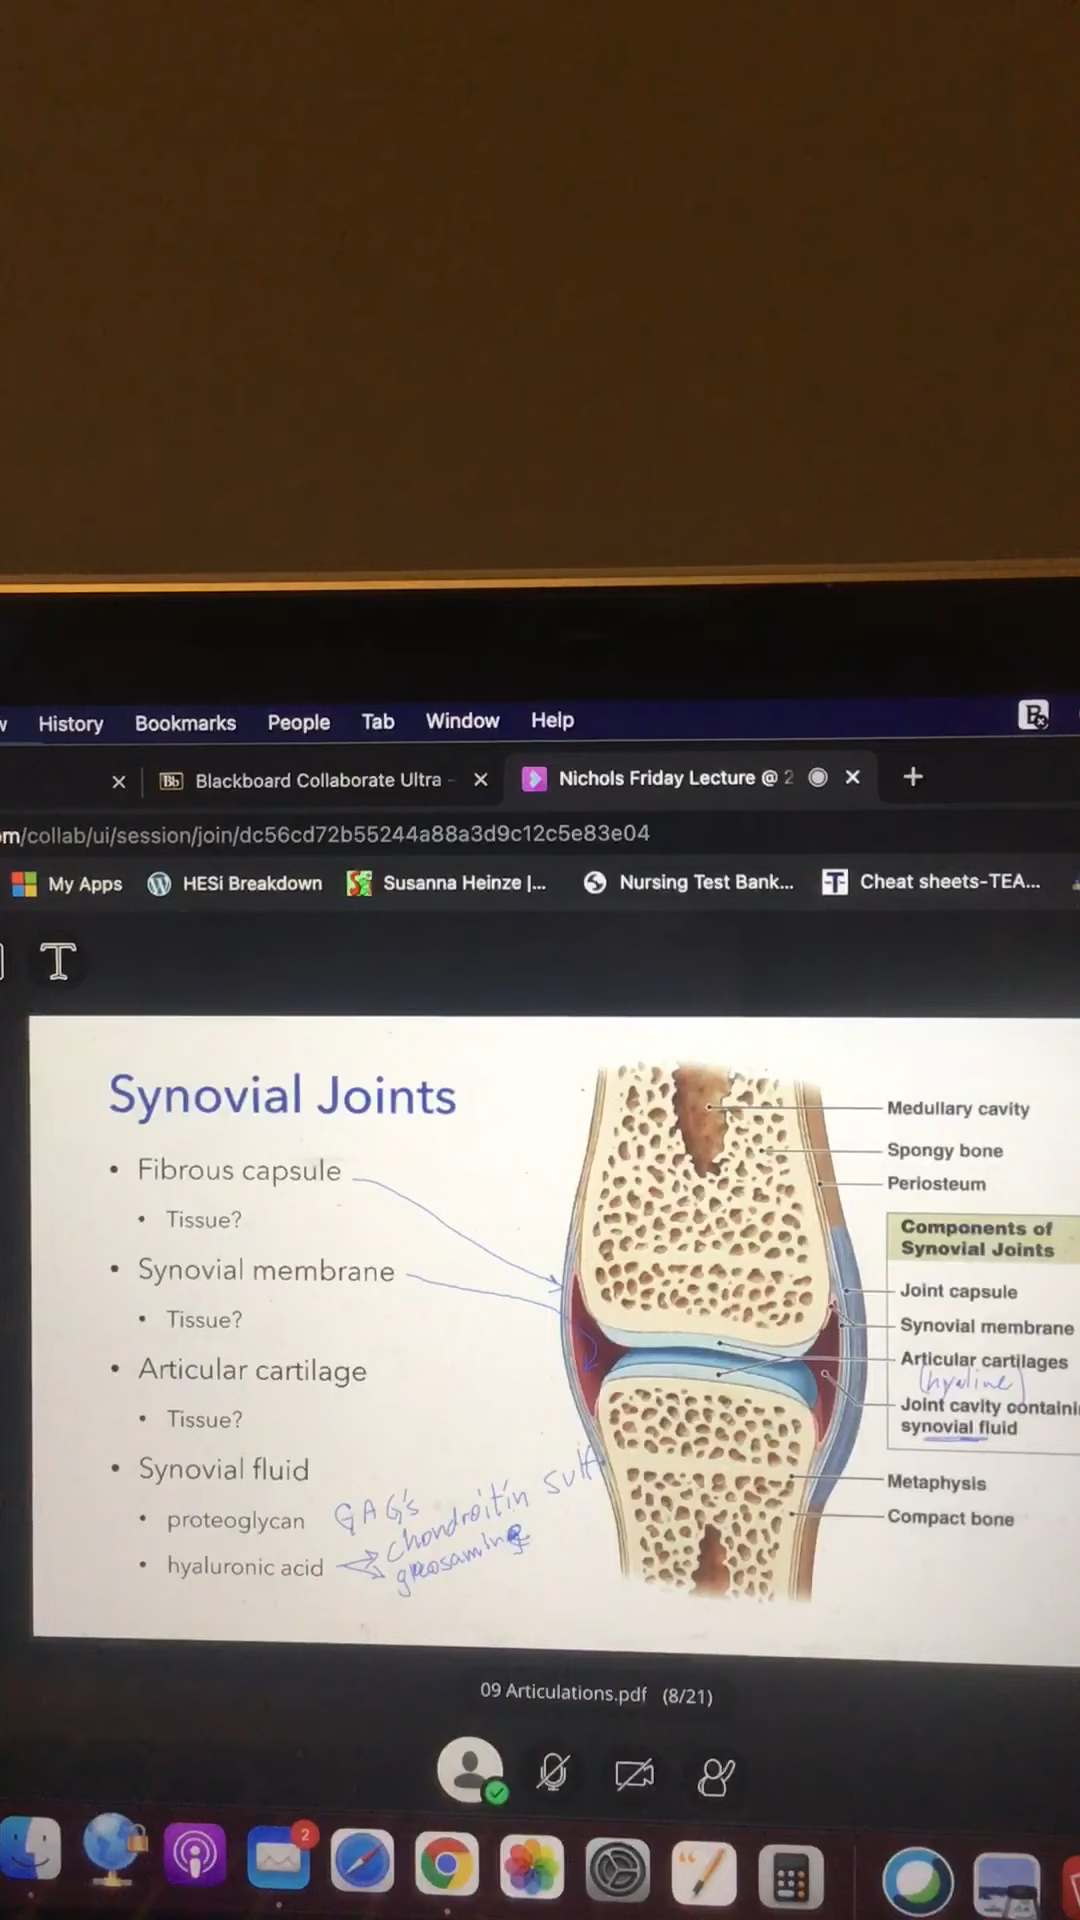 History Bookmarks People Tab Window Help
Blackboard Collaborate Ultra - Nichols Friday Lecture @ 2
om/collab/ui/session/join/dc56cd72b55244a88a3d9c12c5e83e04
My Apps HESi Breakdown Susanna Heinze |... Nursing Test Bank... Cheat sheets-TEA...
T
Synovial Joints
• Fibrous capsule
• Tissue?
• Synovial membrane
• Tissue?
• Articular cartilage
• Tissue?
• Synovial fluid
• proteoglycan
• hyaluronic acid
GAG's
chondroitin sulf
Medullary cavity
Spongy bone
Periosteum
Components of
Synovial Joints
Joint capsule
Synovial membrane
Articular cartilages
(hyaline)
Joint cavity containi
synovial fluid
Metaphysis
Compact bone
09 Articulations.pdf (8/21)
2